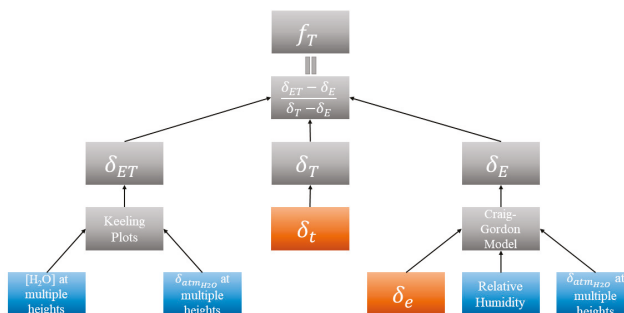 f_T
||
δ_ET − δ_E
δ_T − δ_E
δ_ET
δ_T
δ_E
Keeling
Plots
δ_t
Craig-
Gordon
Model
[H₂O] at
multiple
heights
δ_atm_H2O at
multiple
heights
δ_e
Relative
Humidity
δ_atm_H2O at
multiple
heights